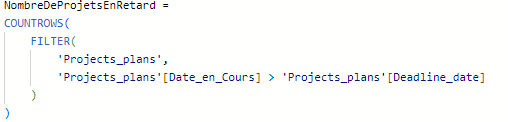 NombreDeProjetsEnRetard =
COUNTROWS(
FILTER(
'Projects_plans',
'Projects_plans'[Date_en_Cours] > 'Projects_plans'[Deadline_date]
)
)